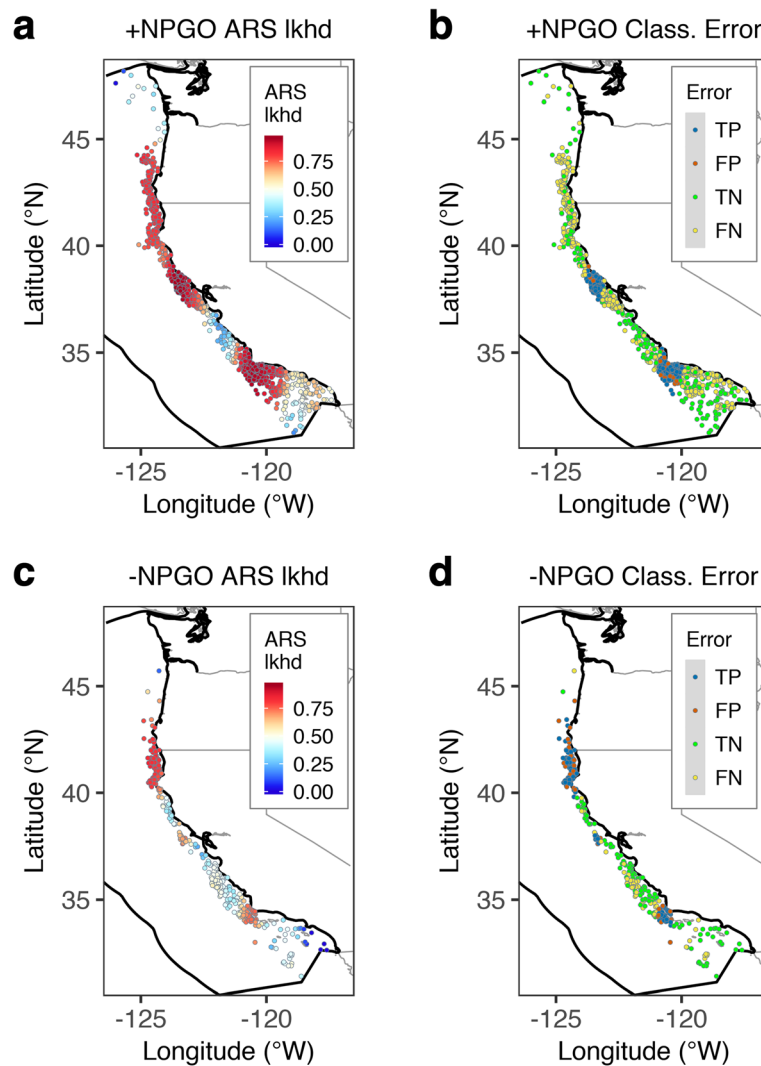 a
+NPGO ARS lkhd
ARS
lkhd
0.75
0.50
0.25
0.00
45
40
35
Latitude (°N)
-125
-120
Longitude (°W)
b
+NPGO Class. Error
Error
TP
FP
TN
FN
45
40
35
Latitude (°N)
-125
-120
Longitude (°W)
c
-NPGO ARS lkhd
ARS
lkhd
0.75
0.50
0.25
0.00
45
40
35
Latitude (°N)
-125
-120
Longitude (°W)
d
-NPGO Class. Error
Error
TP
FP
TN
FN
45
40
35
Latitude (°N)
-125
-120
Longitude (°W)